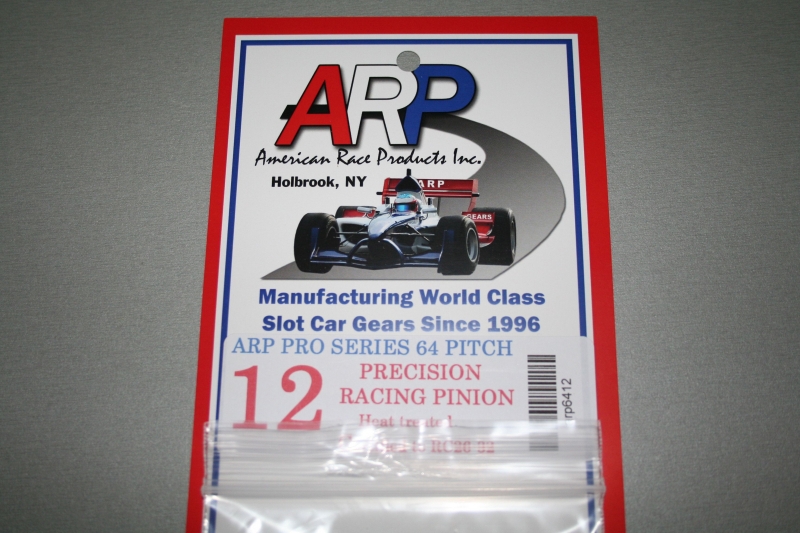 ARP
American Race Products Inc.
Holbrook, NY
ARP
GEARS
Manufacturing World Class
Slot Car Gears Since 1996
ARP PRO SERIES 64 PITCH
12
PRECISION
RACING PINION
Heat treated
rp6412